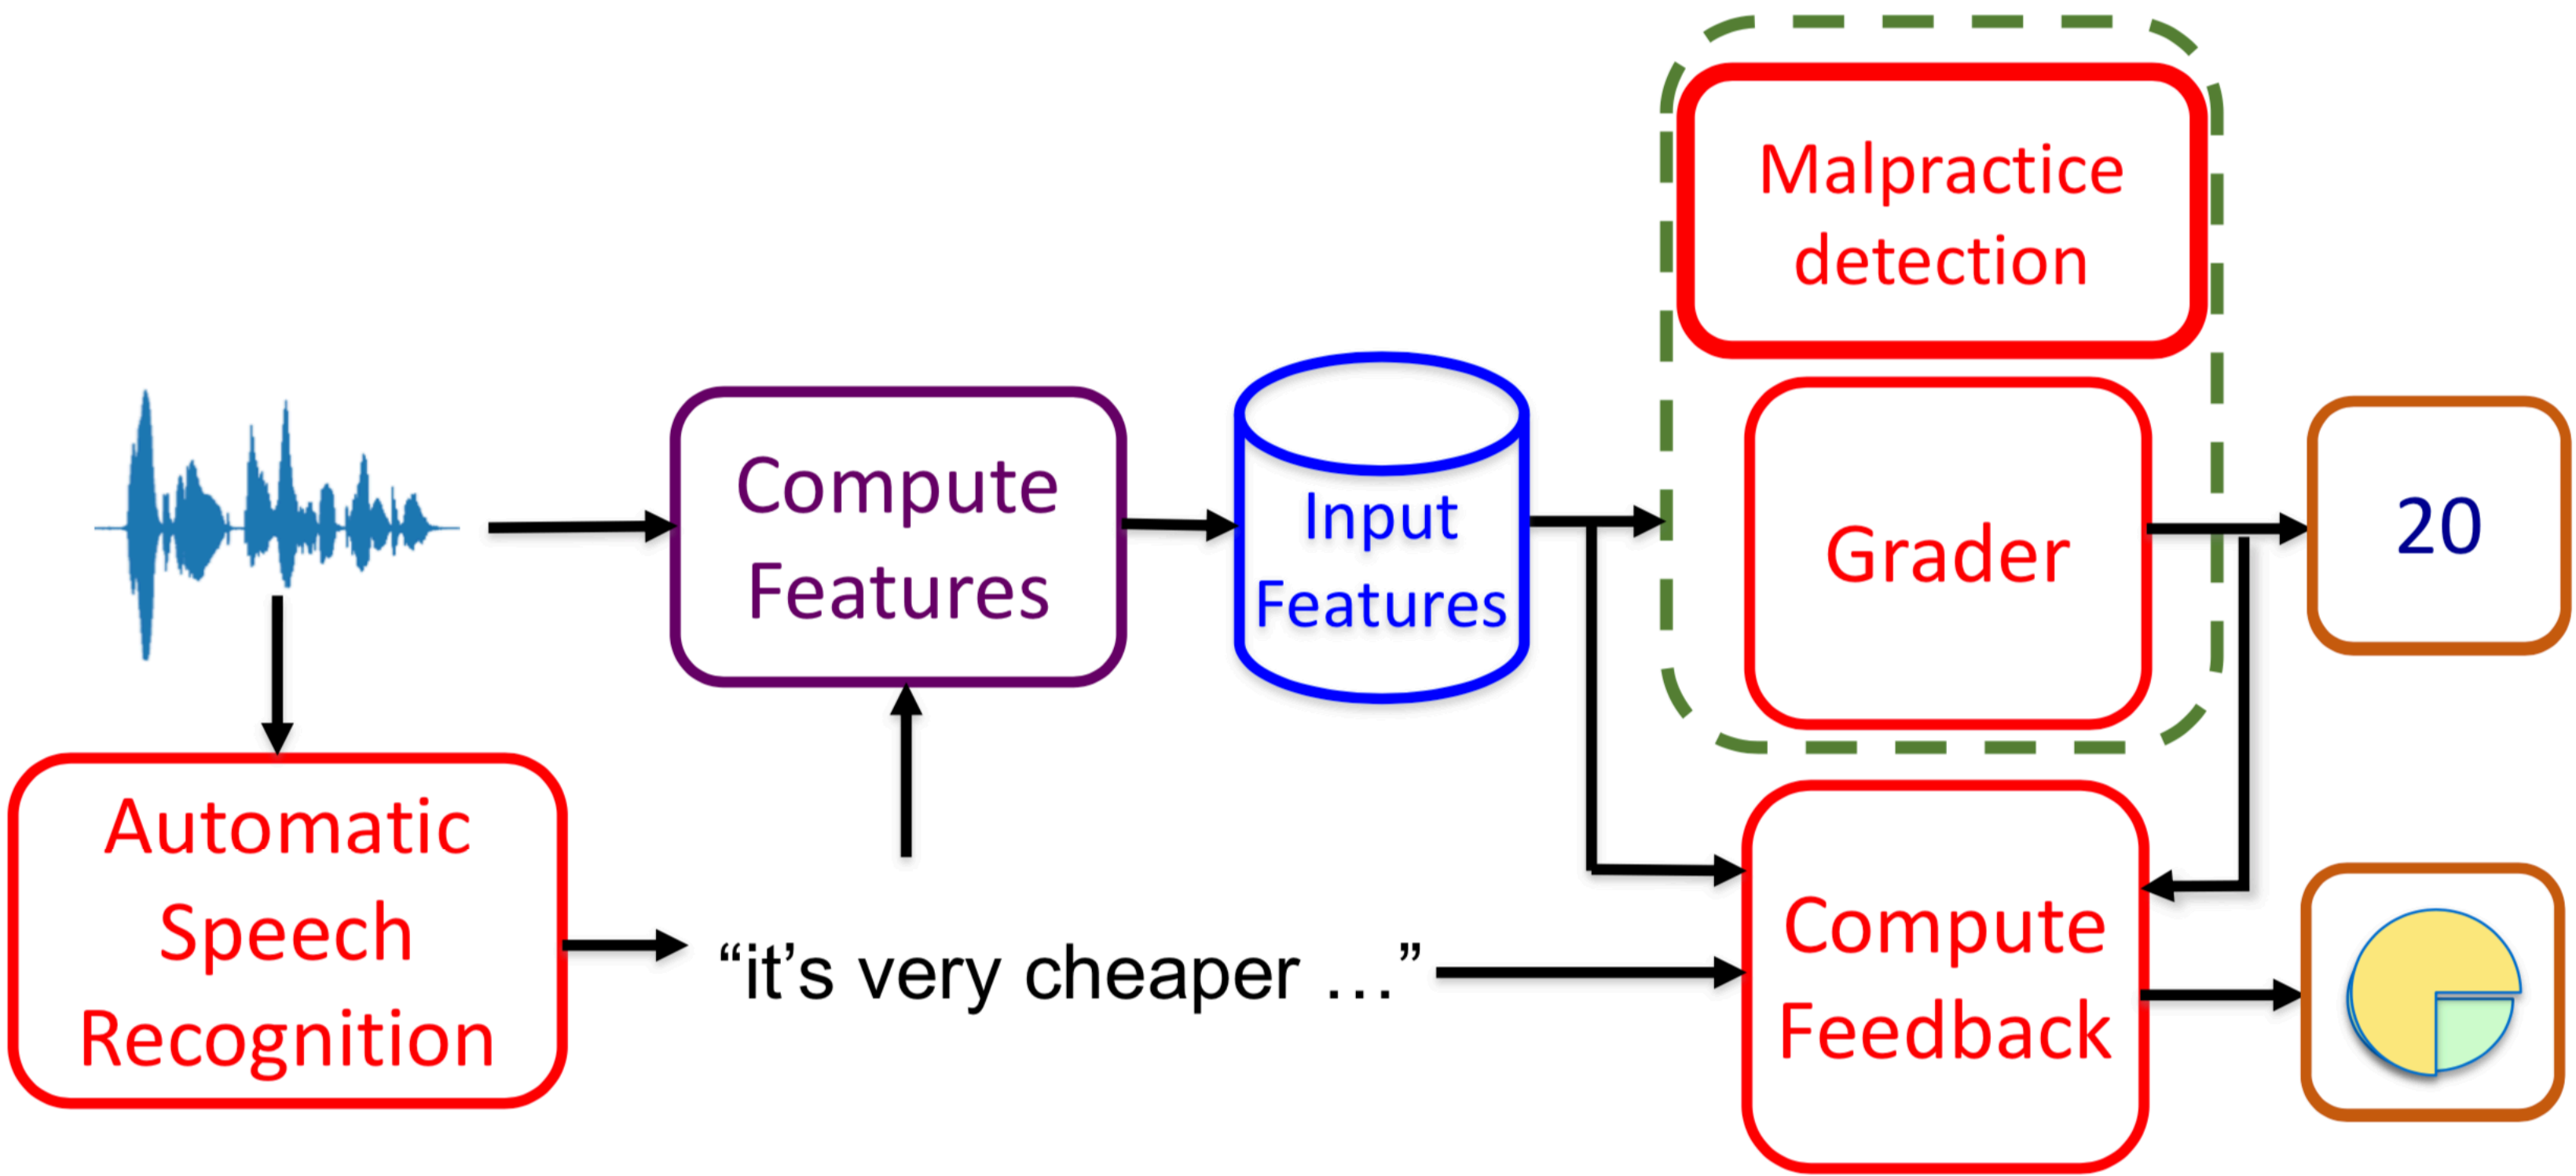 Malpractice
detection
Compute
Features
Input
Features
Grader
20
Automatic
Speech
Recognition
“it’s very cheaper …”
Compute
Feedback